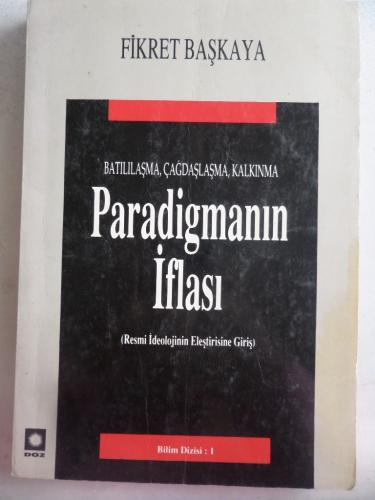 FİKRET BAŞKAYA
BATILILAŞMA, ÇAĞDAŞLAŞMA, KALKINMA
Paradigmanın
İflası
(Resmi İdeolojinin Eleştirisine Giriş)
Bilim Dizisi : 1
DOZ